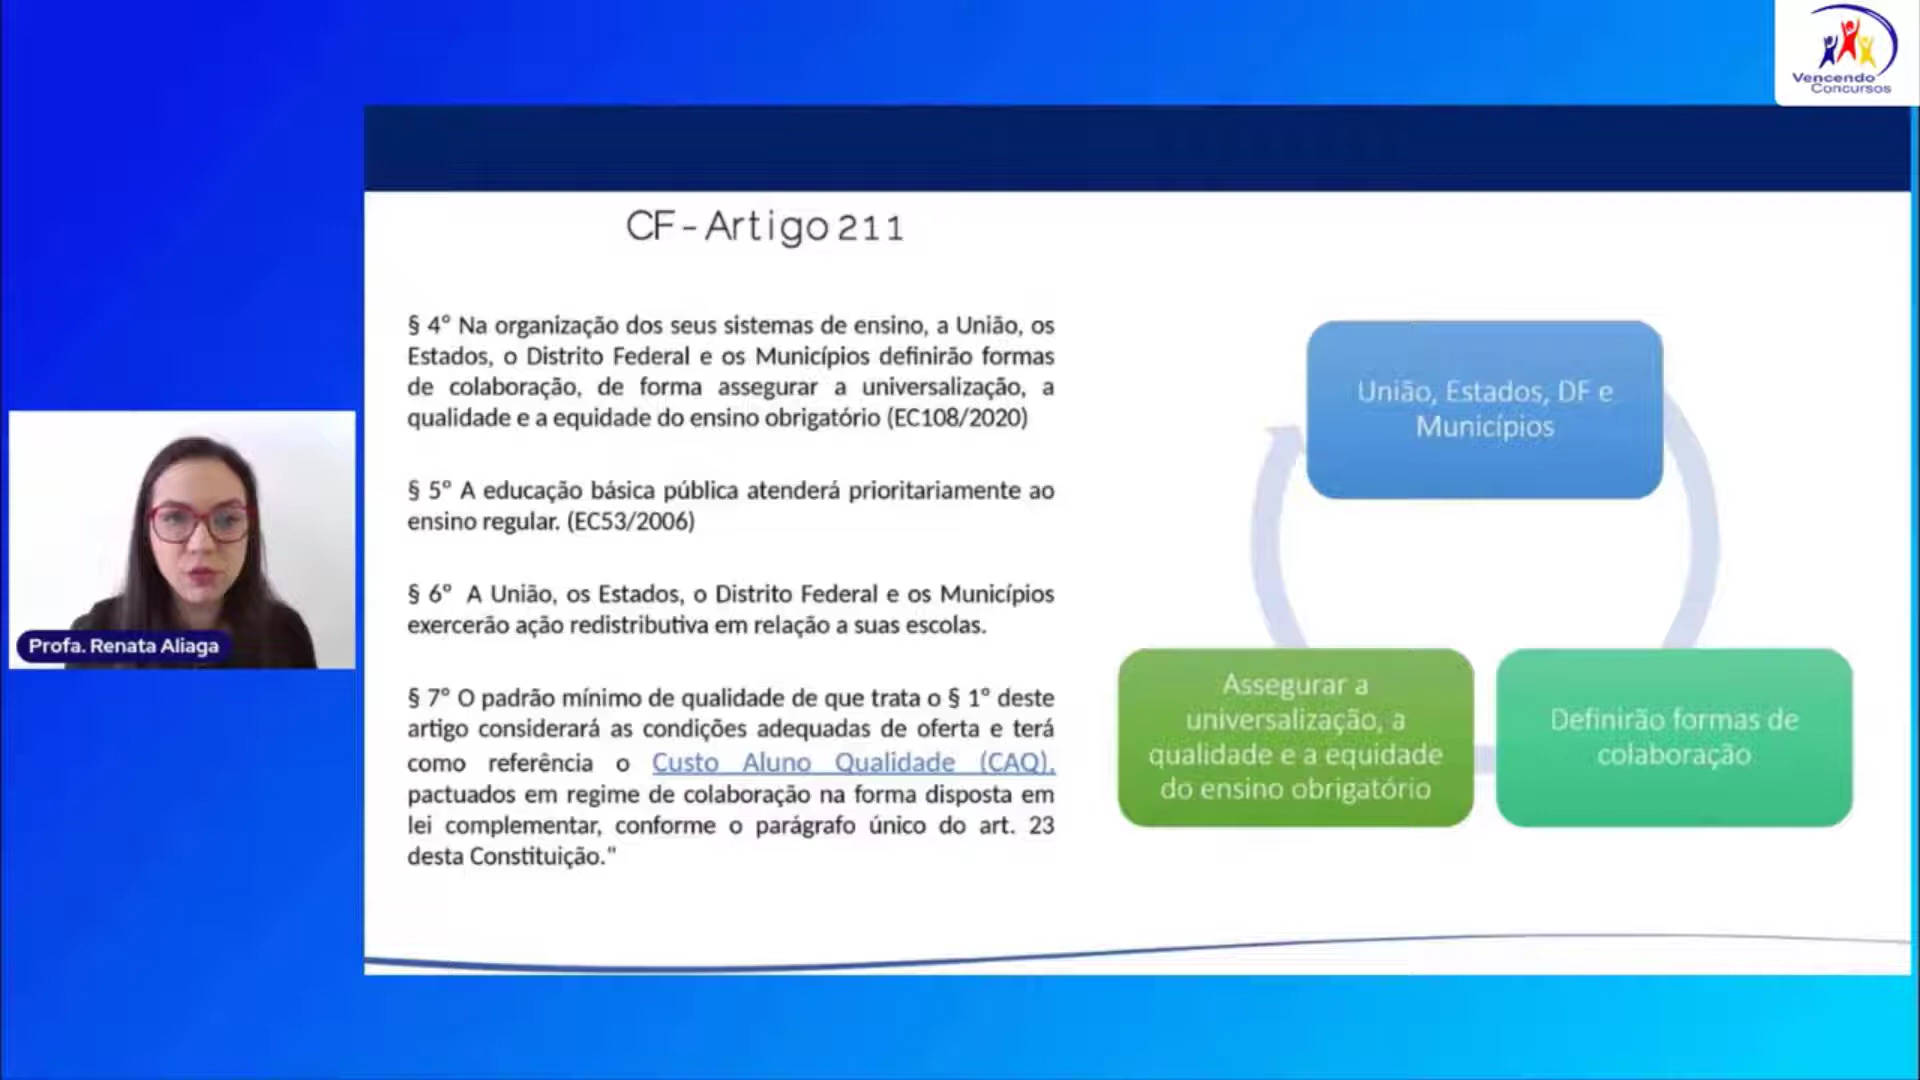 Vencendo
Concursos
CF - Artigo 211
§ 4º Na organização dos seus sistemas de ensino, a União, os
Estados, o Distrito Federal e os Municípios definirão formas
de colaboração, de forma assegurar a universalização, a
qualidade e a equidade do ensino obrigatório (EC108/2020)
§ 5º A educação básica pública atenderá prioritariamente ao
ensino regular. (EC53/2006)
§ 6º A União, os Estados, o Distrito Federal e os Municípios
exercerão ação redistributiva em relação a suas escolas.
§ 7º O padrão mínimo de qualidade de que trata o § 1º deste
artigo considerará as condições adequadas de oferta e terá
como referência o Custo Aluno Qualidade (CAQ),
pactuados em regime de colaboração na forma disposta em
lei complementar, conforme o parágrafo único do art. 23
desta Constituição."
União, Estados, DF e
Municípios
Assegurar a
universalização, a
qualidade e a equidade
do ensino obrigatório
Definirão formas de
colaboração
Profa. Renata Aliaga